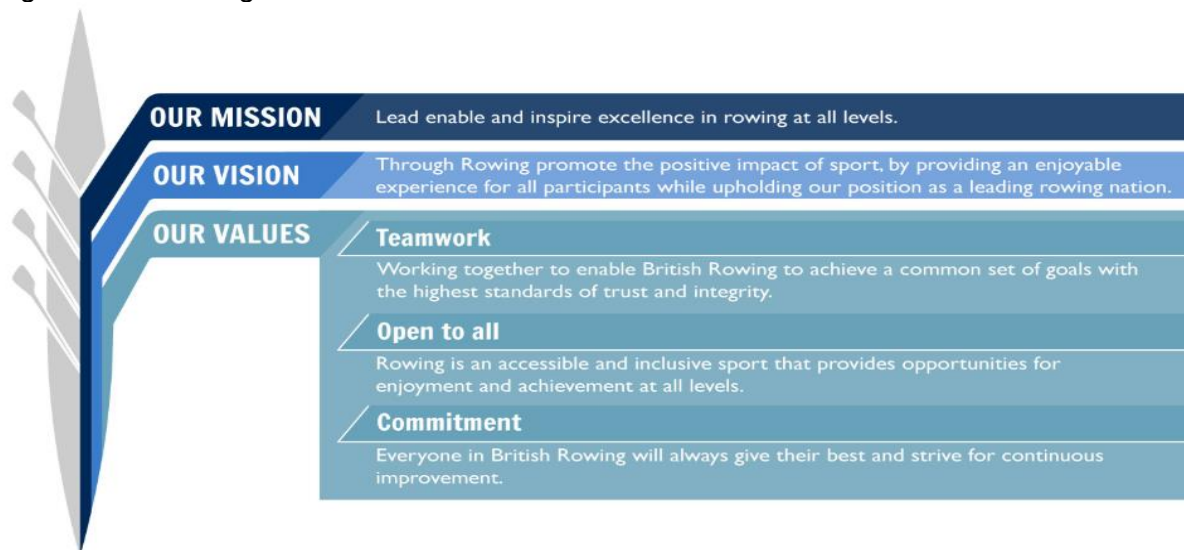 OUR MISSION
Lead enable and inspire excellence in rowing at all levels.
OUR VISION
Through Rowing promote the positive impact of sport, by providing an enjoyable
experience for all participants while upholding our position as a leading rowing nation.
OUR VALUES
Teamwork
Working together to enable British Rowing to achieve a common set of goals with
the highest standards of trust and integrity.
Open to all
Rowing is an accessible and inclusive sport that provides opportunities for
enjoyment and achievement at all levels.
Commitment
Everyone in British Rowing will always give their best and strive for continuous
improvement.